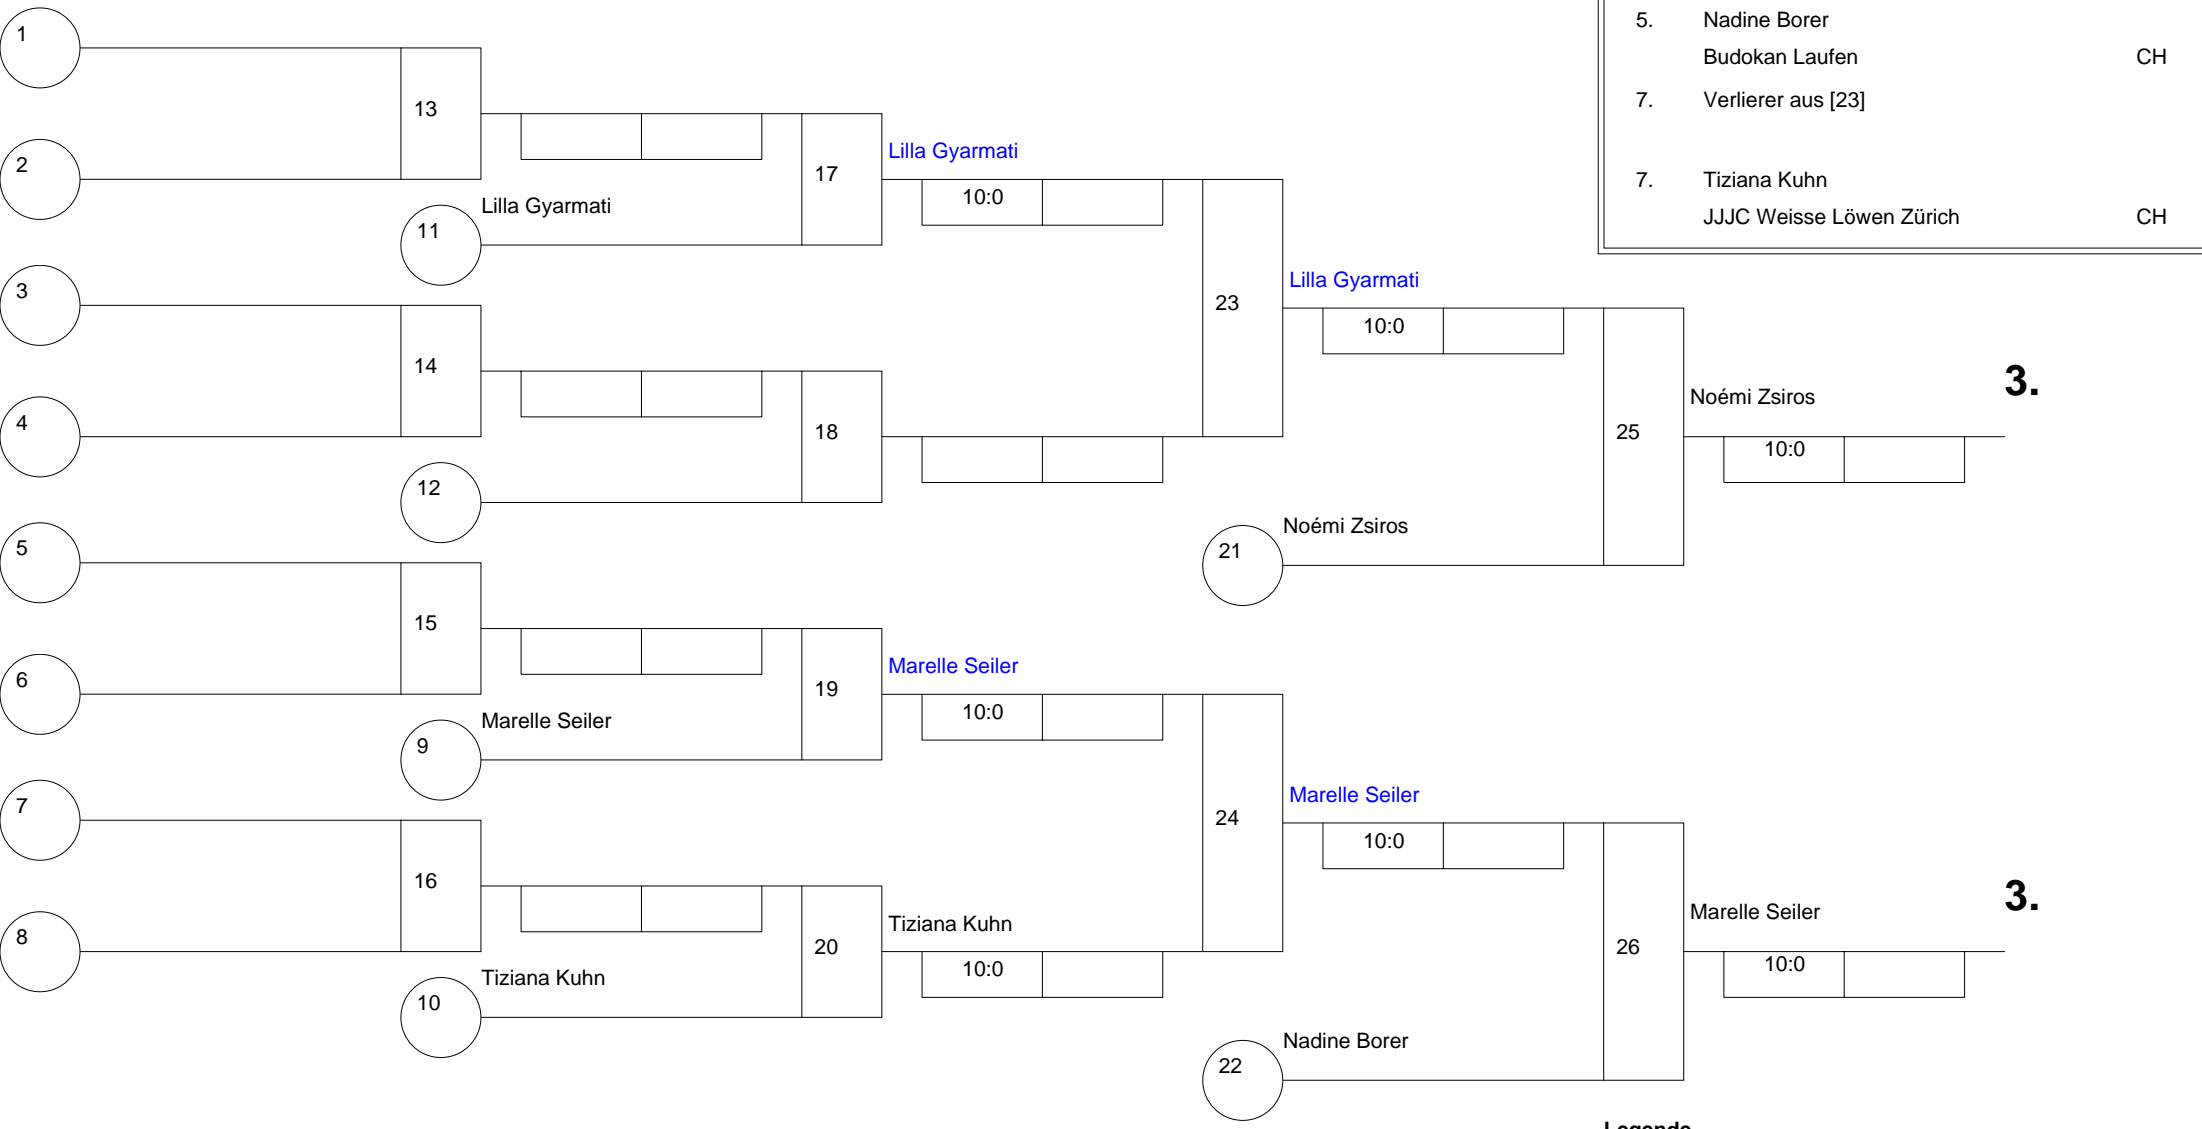 5. Nadine Borer
Budokan Laufen CH
7. Verlierer aus [23]
7. Tiziana Kuhn
JJJC Weisse Löwen Zürich CH
1
13
2
Lilla Gyarmati
11
17
Lilla Gyarmati
10:0
3
14
4
12
18
23
Lilla Gyarmati
10:0
Noémi Zsiros
21
25
Noémi Zsiros
10:0
3.
5
15
6
Marelle Seiler
9
19
Marelle Seiler
10:0
7
16
8
Tiziana Kuhn
10
20
Tiziana Kuhn
10:0
24
Marelle Seiler
10:0
Nadine Borer
22
26
Marelle Seiler
10:0
3.
Legende